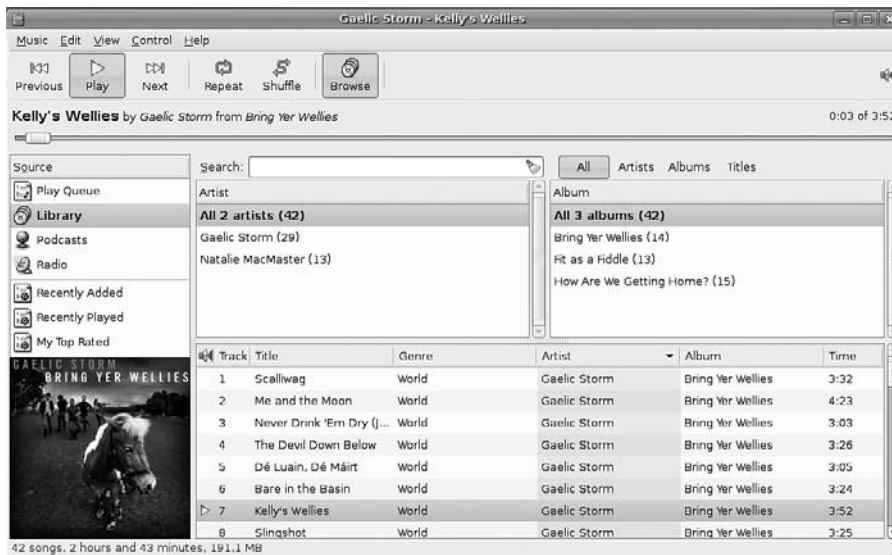 Gaelic Storm - Kelly's Wellies
Music Edit View Control Help
Previous Play Next Repeat Shuffle Browse
Kelly's Wellies by Gaelic Storm from Bring Yer Wellies 0:03 of 3:52
Source Search: All Artists Albums Titles
Play Queue
Library
Podcasts
Radio
Recently Added
Recently Played
My Top Rated
GAELIC STORM
BRING YER WELLIES
Artist
All 2 artists (42)
Gaelic Storm (29)
Natalie MacMaster (13)
Album
All 3 albums (42)
Bring Yer Wellies (14)
Fit as a Fiddle (13)
How Are We Getting Home? (15)
Track Title Genre Artist Album Time
1 Scalliwag World Gaelic Storm Bring Yer Wellies 3:32
2 Me and the Moon World Gaelic Storm Bring Yer Wellies 4:23
3 Never Drink 'Em Dry (J... World Gaelic Storm Bring Yer Wellies 3:03
4 The Devil Down Below World Gaelic Storm Bring Yer Wellies 3:26
5 Dé Luain, Dé Máirt World Gaelic Storm Bring Yer Wellies 3:05
6 Bare in the Basin World Gaelic Storm Bring Yer Wellies 3:24
7 Kelly's Wellies World Gaelic Storm Bring Yer Wellies 3:52
8 Slingshot World Gaelic Storm Bring Yer Wellies 3:25
42 songs, 2 hours and 43 minutes, 191.1 MB